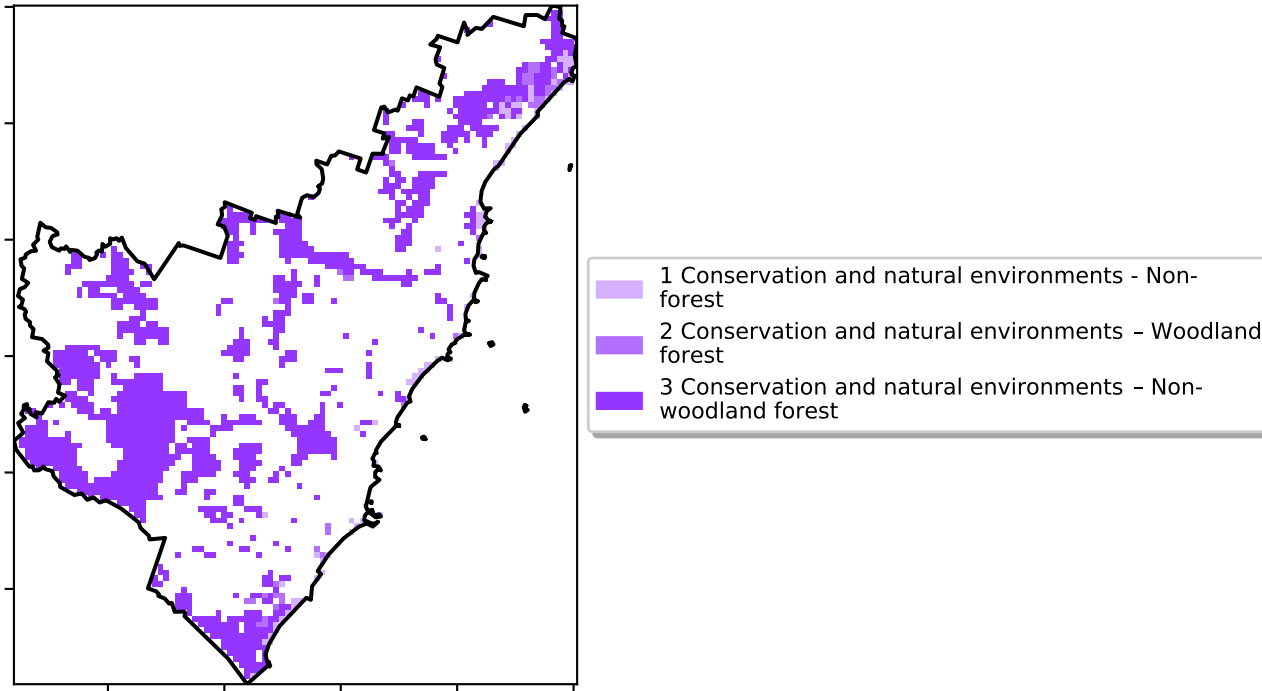 1 Conservation and natural environments - Non-
forest
2 Conservation and natural environments – Woodland
forest
3 Conservation and natural environments – Non-
woodland forest